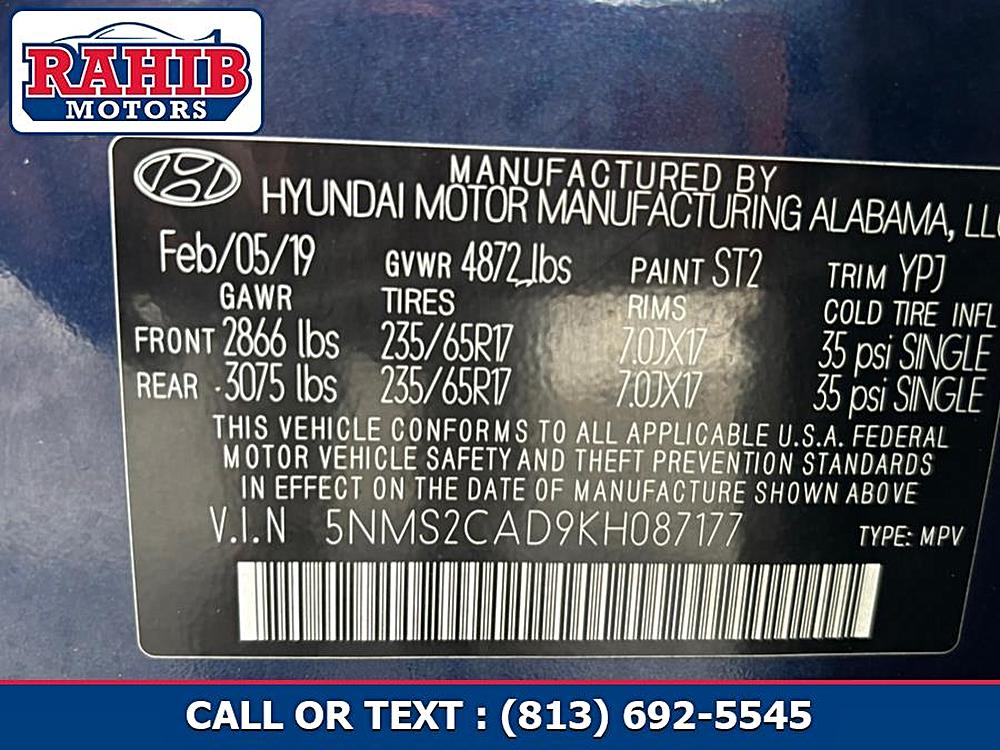 RAHIB
MOTORS
MANUFACTURED BY
HYUNDAI MOTOR MANUFACTURING ALABAMA, LLC
Feb/05/19 GVWR 4872 lbs PAINT ST2 TRIM YPJ
GAWR TIRES RIMS COLD TIRE INFL
FRONT 2866 lbs 235/65R17 7.0JX17 35 psi SINGLE
REAR 3075 lbs 235/65R17 7.0JX17 35 psi SINGLE
THIS VEHICLE CONFORMS TO ALL APPLICABLE U.S.A. FEDERAL
MOTOR VEHICLE SAFETY AND THEFT PREVENTION STANDARDS
IN EFFECT ON THE DATE OF MANUFACTURE SHOWN ABOVE
V.I.N 5NMS2CAD9KH087177 TYPE: MPV
CALL OR TEXT : (813) 692-5545